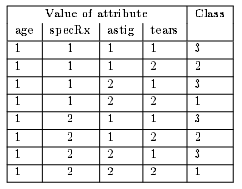 Value of attribute Class
age specRx astig tears
1 1 1 1 3
1 1 1 2 2
1 1 2 1 3
1 1 2 2 1
1 2 1 1 3
1 2 1 2 2
1 2 2 1 3
1 2 2 2 1